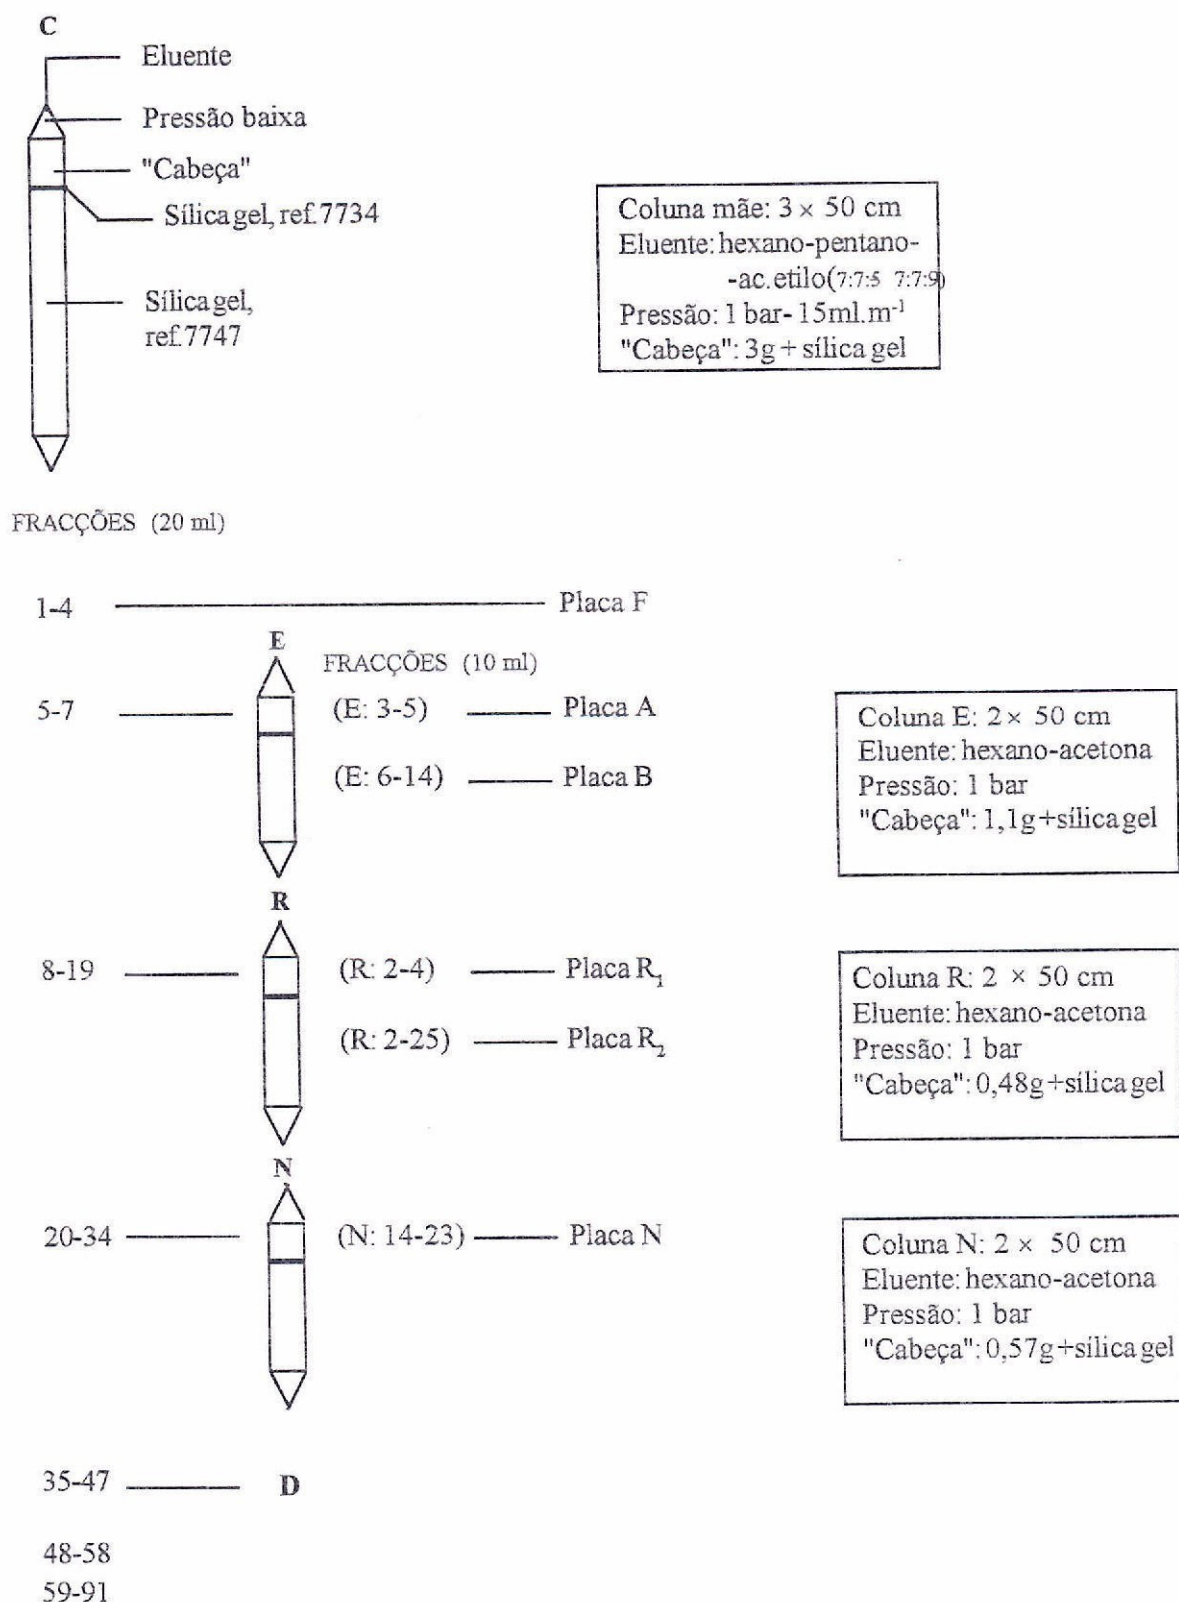 C
Eluente
Pressão baixa
"Cabeça"
Sílica gel, ref.7734
Sílica gel,
ref.7747
Coluna mãe: 3 × 50 cm
Eluente: hexano-pentano-
-ac.etilo(7:7:5 7:7:9)
Pressão: 1 bar- 15ml.m⁻¹
"Cabeça": 3g + sílica gel
FRACÇÕES (20 ml)
1-4 Placa F
E
FRACÇÕES (10 ml)
5-7 (E: 3-5) Placa A
(E: 6-14) Placa B
Coluna E: 2 × 50 cm
Eluente: hexano-acetona
Pressão: 1 bar
"Cabeça": 1,1g+sílica gel
R
8-19 (R: 2-4) Placa R₁
(R: 2-25) Placa R₂
Coluna R: 2 × 50 cm
Eluente: hexano-acetona
Pressão: 1 bar
"Cabeça": 0,48g+sílica gel
N
20-34 (N: 14-23) Placa N
Coluna N: 2 × 50 cm
Eluente: hexano-acetona
Pressão: 1 bar
"Cabeça": 0,57g+sílica gel
35-47 D
48-58
59-91